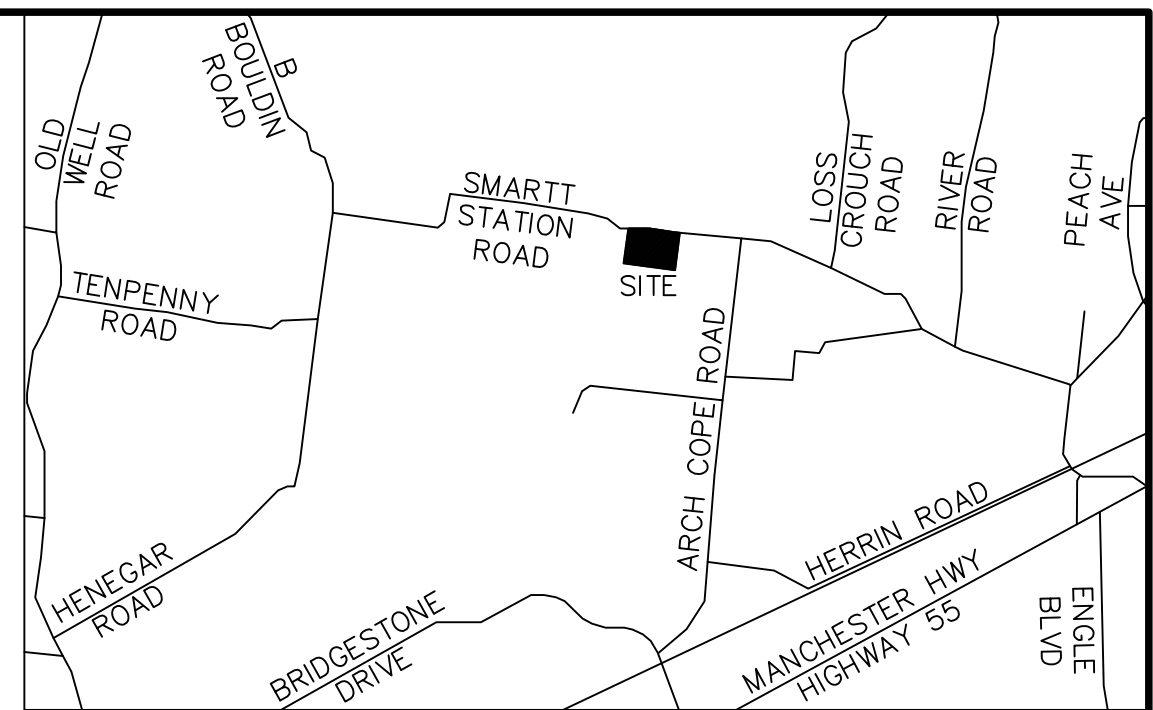 OLD
WELL
ROAD
B
BOULDIN
ROAD
SMARTT
STATION
ROAD
SITE
LOSS
CROUCH
ROAD
RIVER
ROAD
PEACH
AVE
TENPENNY
ROAD
ARCH COPE ROAD
HENEGAR
ROAD
BRIDGESTONE
DRIVE
HERRIN ROAD
MANCHESTER HWY
HIGHWAY 55
ENGLE
BLVD